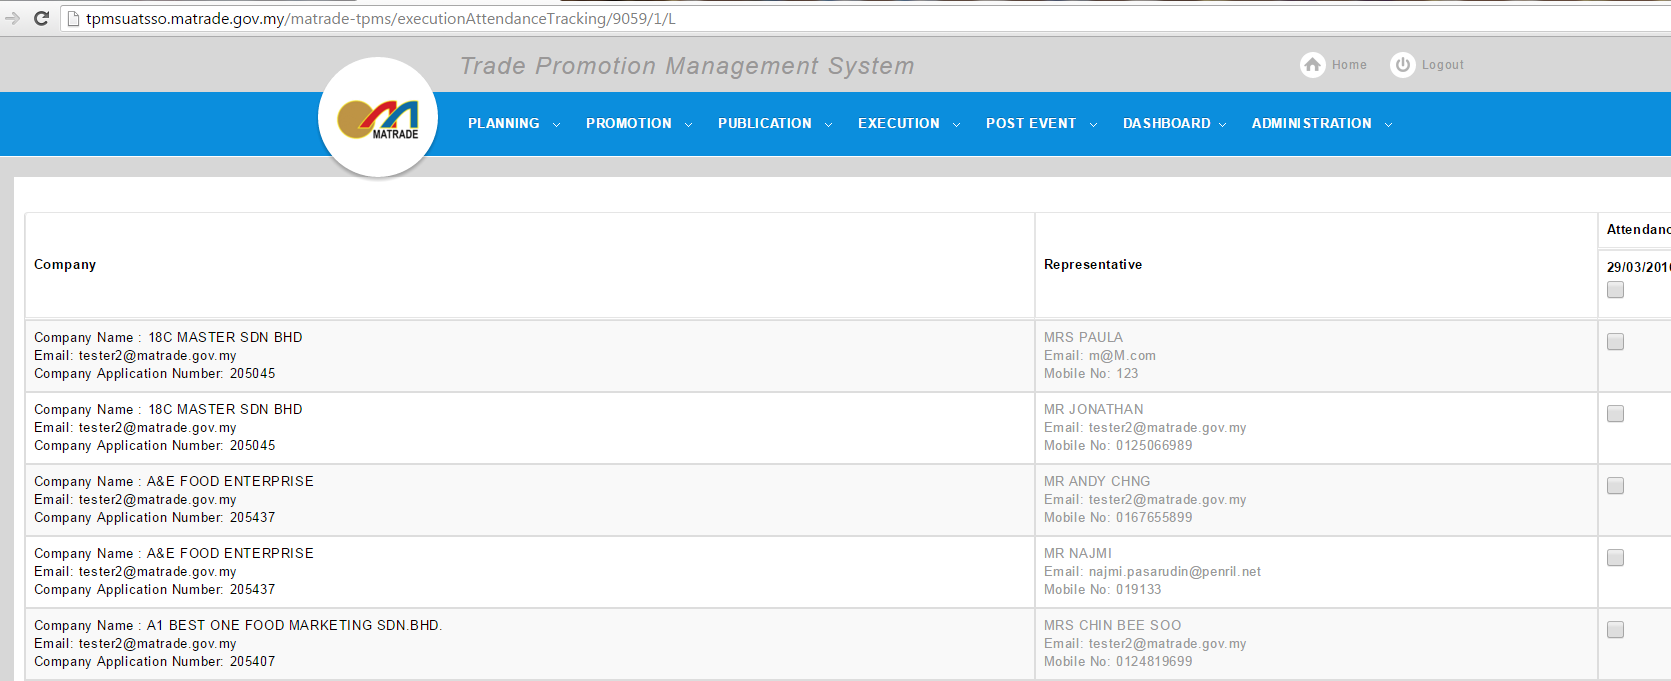 tpmsuatsso.matrade.gov.my/matrade-tpms/executionAttendanceTracking/9059/1/L
Trade Promotion Management System
Home
Logout
MATRADE
PLANNING
PROMOTION
PUBLICATION
EXECUTION
POST EVENT
DASHBOARD
ADMINISTRATION
Company
Representative
Attendanc
29/03/2016
Company Name : 18C MASTER SDN BHD
Email: tester2@matrade.gov.my
Company Application Number: 205045
MRS PAULA
Email: m@M.com
Mobile No: 123
Company Name : 18C MASTER SDN BHD
Email: tester2@matrade.gov.my
Company Application Number: 205045
MR JONATHAN
Email: tester2@matrade.gov.my
Mobile No: 0125066989
Company Name : A&E FOOD ENTERPRISE
Email: tester2@matrade.gov.my
Company Application Number: 205437
MR ANDY CHNG
Email: tester2@matrade.gov.my
Mobile No: 0167655899
Company Name : A&E FOOD ENTERPRISE
Email: tester2@matrade.gov.my
Company Application Number: 205437
MR NAJMI
Email: najmi.pasarudin@penril.net
Mobile No: 019133
Company Name : A1 BEST ONE FOOD MARKETING SDN.BHD.
Email: tester2@matrade.gov.my
Company Application Number: 205407
MRS CHIN BEE SOO
Email: tester2@matrade.gov.my
Mobile No: 0124819699